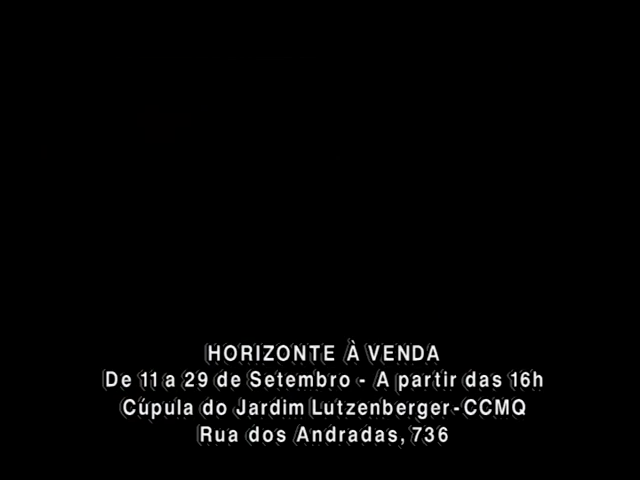 HORIZONTE À VENDA
De 11 a 29 de Setembro - A partir das 16h
Cúpula do Jardim Lutzenberger - CCMQ
Rua dos Andradas, 736